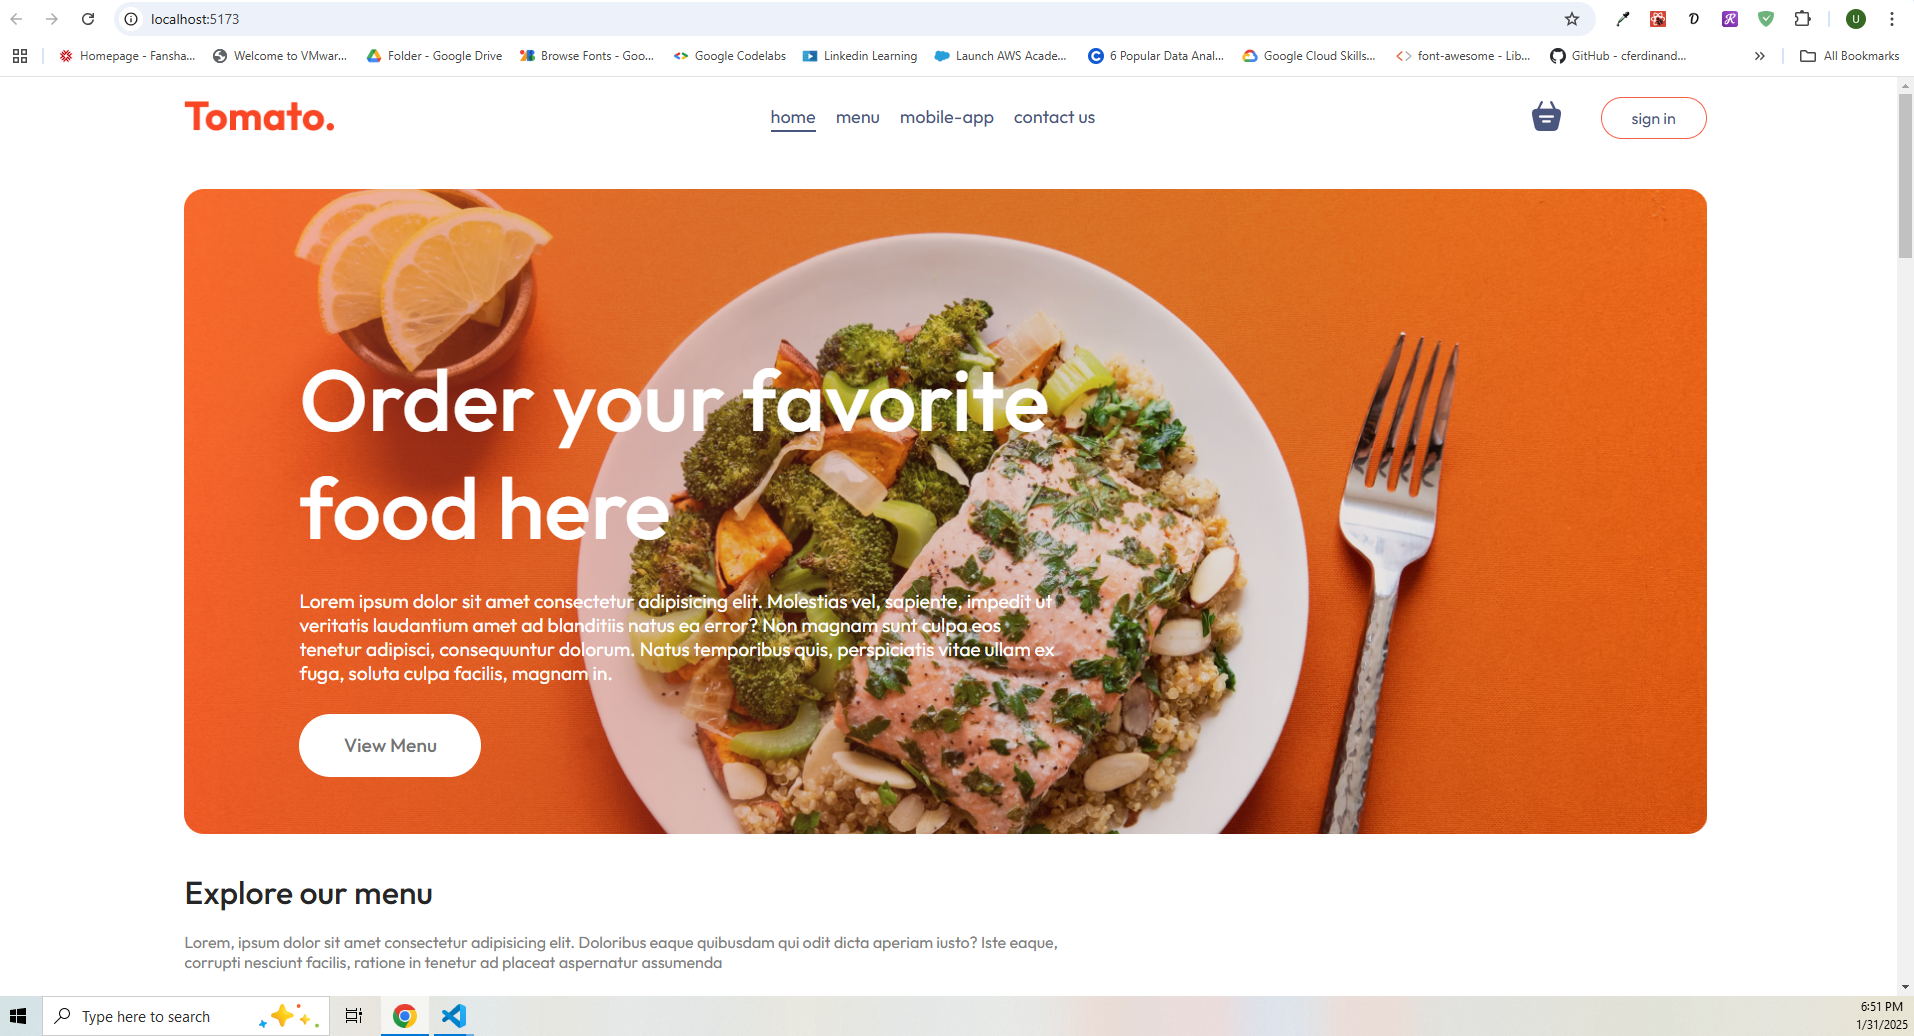 localhost:5173
U
Homepage - Fansha...
Welcome to VMwar...
Folder - Google Drive
Browse Fonts - Goo...
Google Codelabs
Linkedin Learning
Launch AWS Acade...
6 Popular Data Anal...
Google Cloud Skills...
font-awesome - Lib...
GitHub - cferdinand...
All Bookmarks
Tomato.
home
menu
mobile-app
contact us
sign in
Order your favorite
food here
Lorem ipsum dolor sit amet consectetur adipisicing elit. Molestias vel, sapiente, impedit ut
veritatis laudantium amet ad blanditiis natus ea error? Non magnam sunt culpa eos
tenetur adipisci, consequuntur dolorum. Natus temporibus quis, perspiciatis vitae ullam ex
fuga, soluta culpa facilis, magnam in.
View Menu
Explore our menu
Lorem, ipsum dolor sit amet consectetur adipisicing elit. Doloribus eaque quibusdam qui odit dicta aperiam iusto? Iste eaque,
corrupti nesciunt facilis, ratione in tenetur ad placeat aspernatur assumenda
Type here to search
6:51 PM
1/31/2025